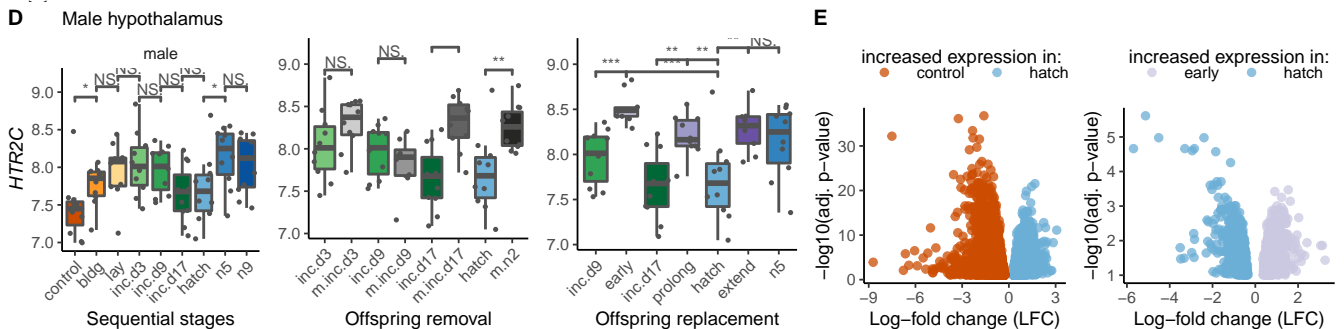 D Male hypothalamus E
male
increased expression in: increased expression in:
control hatch early hatch
HTR2C
9.0
8.5
8.0
7.5
7.0
* NS. NS. NS. NS. NS. * NS.
control bldg lay inc.d3 inc.d9 inc.d17 hatch n5 n9
Sequential stages
9.0
8.5
8.0
7.5
7.0
NS. NS. **
inc.d3 m.inc.d3 inc.d9 m.inc.d9 inc.d17 m.inc.d17 hatch m.n2
Offspring removal
9.0
8.5
8.0
7.5
7.0
*** ** ** NS.
inc.d9 early inc.d17 prolong hatch extend n5
Offspring replacement
−log10(adj. p−value)
30
20
10
0
−9 −6 −3 0 3
Log−fold change (LFC)
−log10(adj. p−value)
6
5
4
3
2
1
−6 −4 −2 0 2
Log−fold change (LFC)